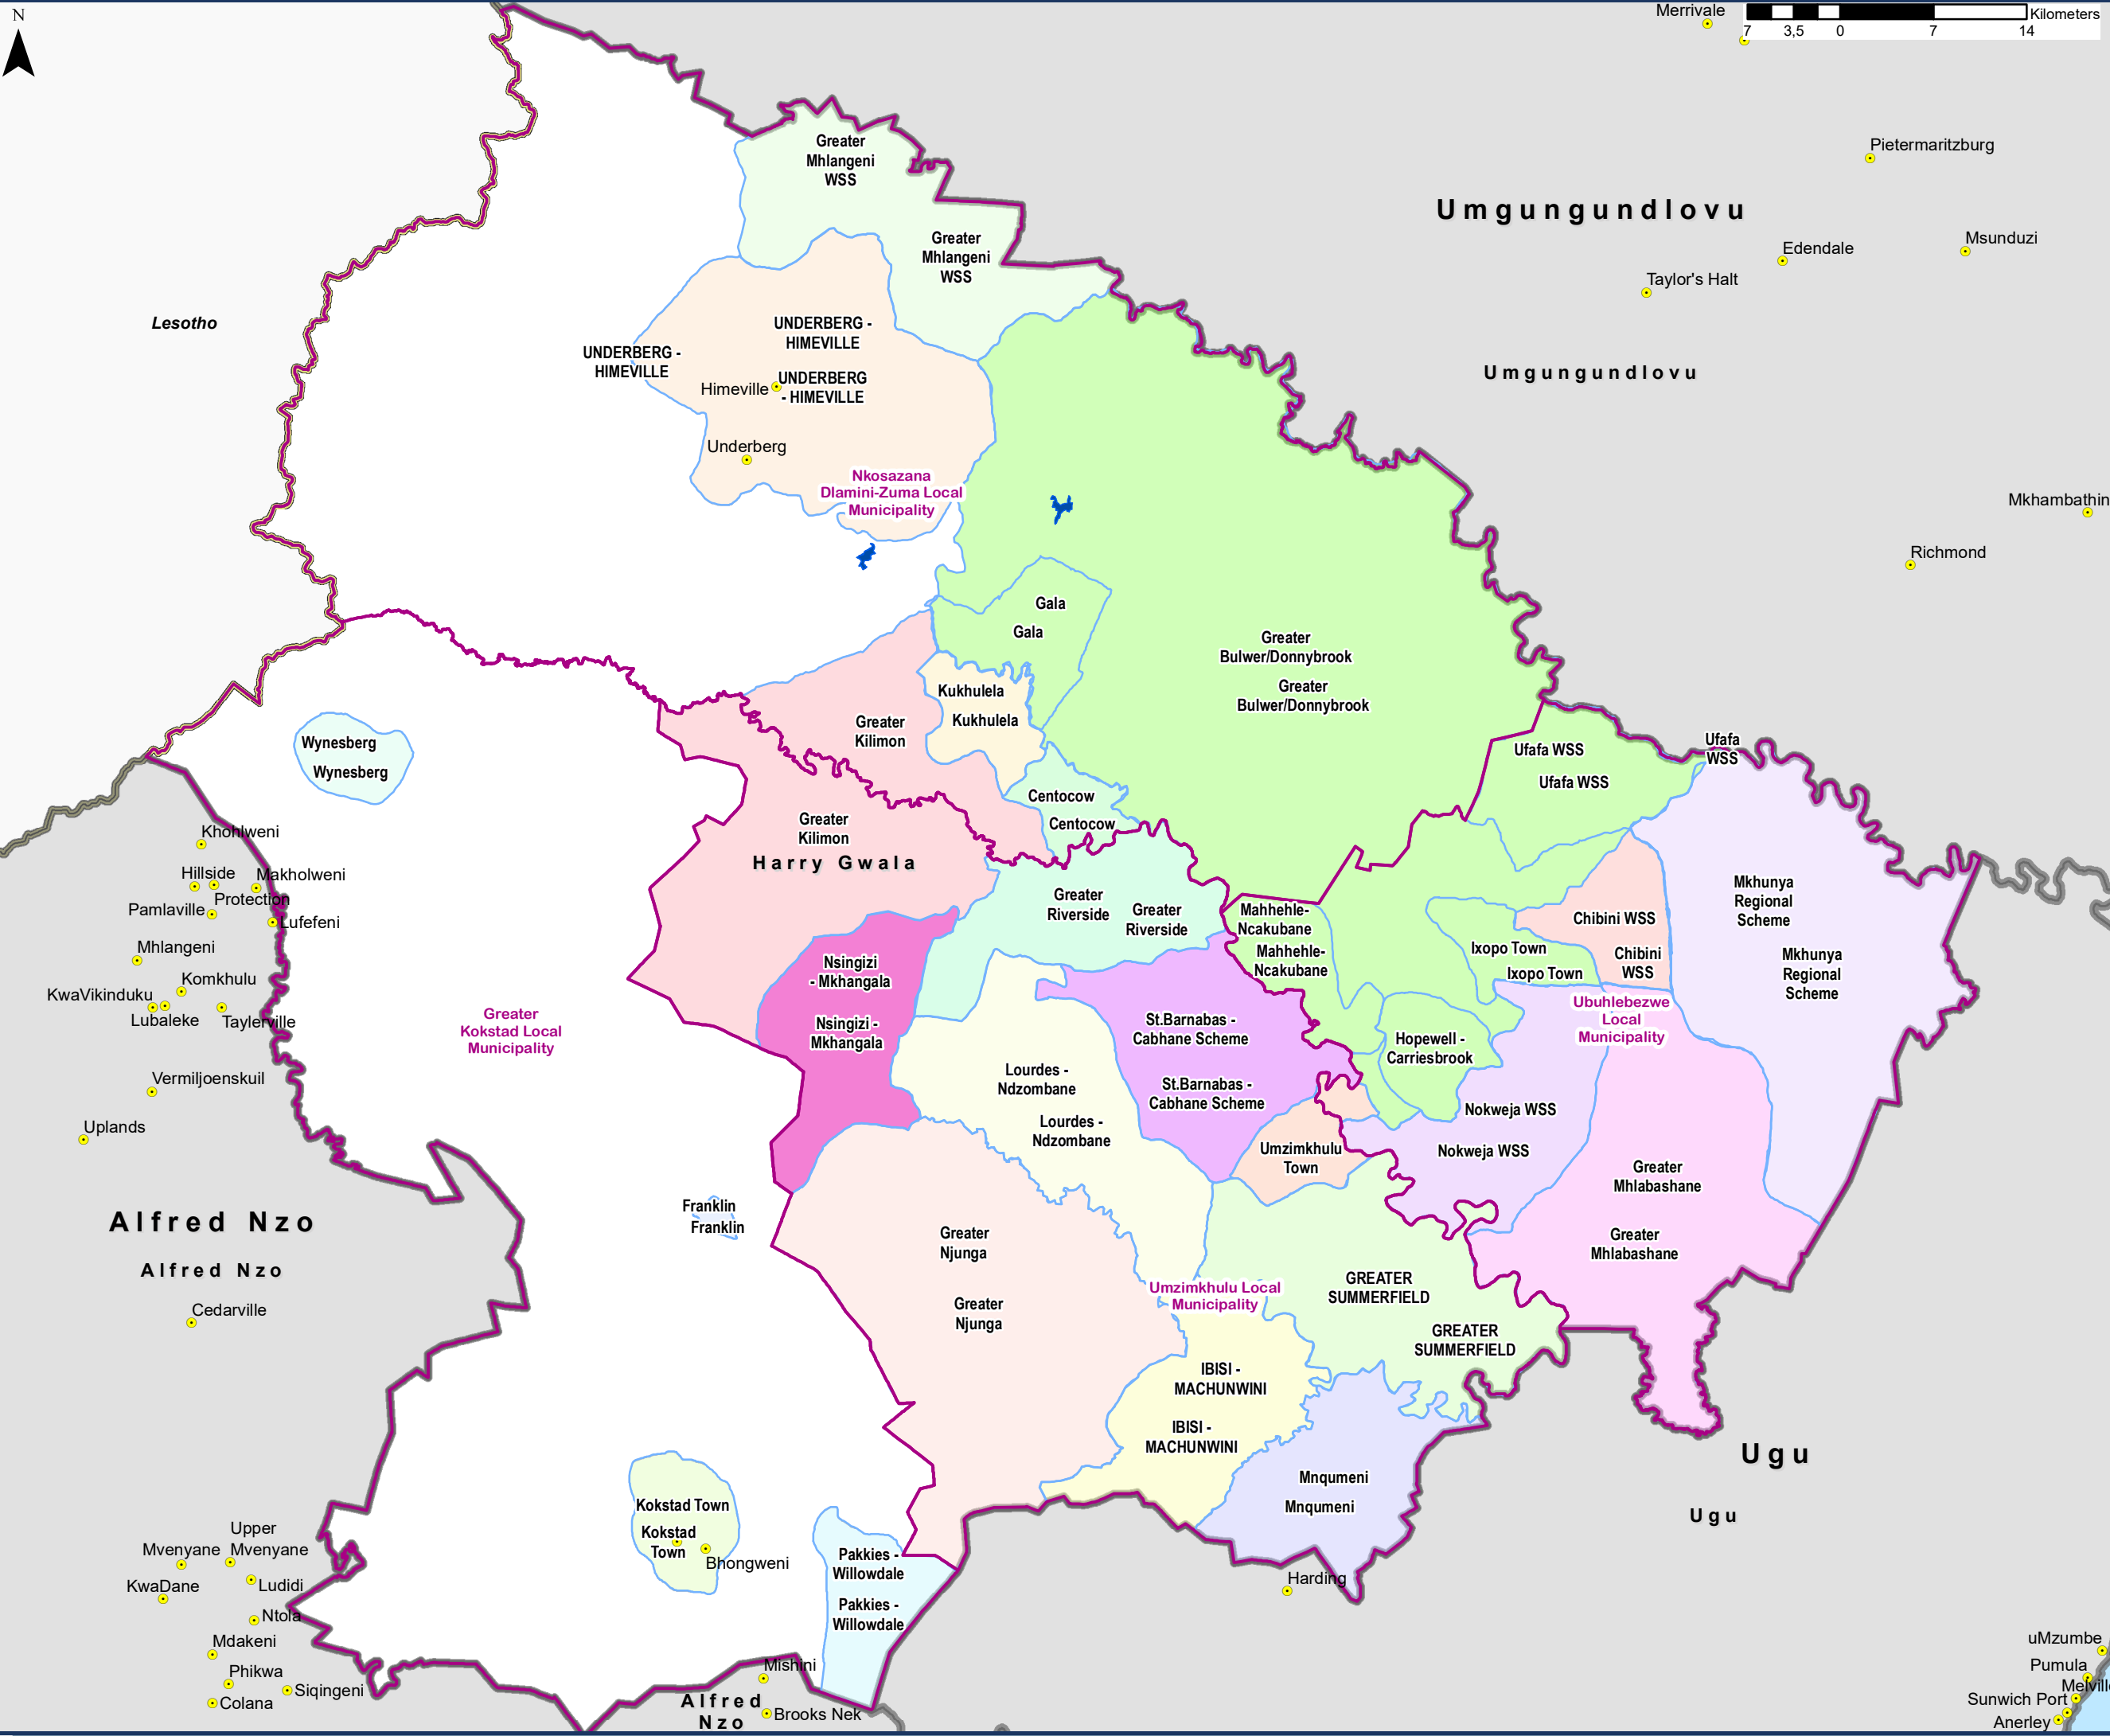 N
Merrivale
Kilometers
7 3,5 0 7 14
Pietermaritzburg
Umgungundlovu
Msunduzi
Edendale
Taylor's Halt
Umgungundlovu
Mkhambathin
Richmond
Lesotho
Greater
Mhlangeni
WSS
Greater
Mhlangeni
WSS
UNDERBERG -
HIMEVILLE
UNDERBERG -
HIMEVILLE
Himeville
UNDERBERG
- HIMEVILLE
Underberg
Nkosazana
Dlamini-Zuma Local
Municipality
Gala
Gala
Greater
Bulwer/Donnybrook
Greater
Bulwer/Donnybrook
Kukhulela
Kukhulela
Greater
Kilimon
Greater
Kilimon
Harry Gwala
Wynesberg
Wynesberg
Centocow
Centocow
Ufafa WSS
Ufafa WSS
Ufafa
WSS
Khohlweni
Hillside
Makholweni
Protection
Pamlaville
Lufefeni
Mhlangeni
Komkhulu
KwaVikinduku
Lubaleke
Taylerville
Vermiljoenskuil
Uplands
Greater
Riverside
Greater
Riverside
Mahhehle-
Ncakubane
Mahhehle-
Ncakubane
Chibini WSS
Chibini
WSS
Ixopo Town
Ixopo Town
Mkhunya
Regional
Scheme
Mkhunya
Regional
Scheme
Nsingizi
- Mkhangala
Nsingizi -
Mkhangala
Greater
Kokstad Local
Municipality
Ubuhlebezwe
Local
Municipality
St.Barnabas -
Cabhane Scheme
St.Barnabas -
Cabhane Scheme
Hopewell -
Carriesbrook
Lourdes -
Ndzombane
Lourdes -
Ndzombane
Nokweja WSS
Nokweja WSS
Umzimkhulu
Town
Greater
Mhlabashane
Greater
Mhlabashane
Franklin
Franklin
Alfred Nzo
Alfred Nzo
Cedarville
Greater
Njunga
Greater
Njunga
Umzimkhulu Local
Municipality
GREATER
SUMMERFIELD
GREATER
SUMMERFIELD
IBISI -
MACHUNWINI
IBISI -
MACHUNWINI
Mnqumeni
Mnqumeni
Ugu
Ugu
Kokstad Town
Kokstad
Town
Bhongweni
Pakkies -
Willowdale
Pakkies -
Willowdale
Harding
Upper
Mvenyane
Mvenyane
KwaDane
Ludidi
Ntola
Mdakeni
Phikwa
Siqingeni
Colana
Mishini
Alfred
Nzo
Brooks Nek
uMzumbe
Pumula
Melville
Sunwich Port
Anerley